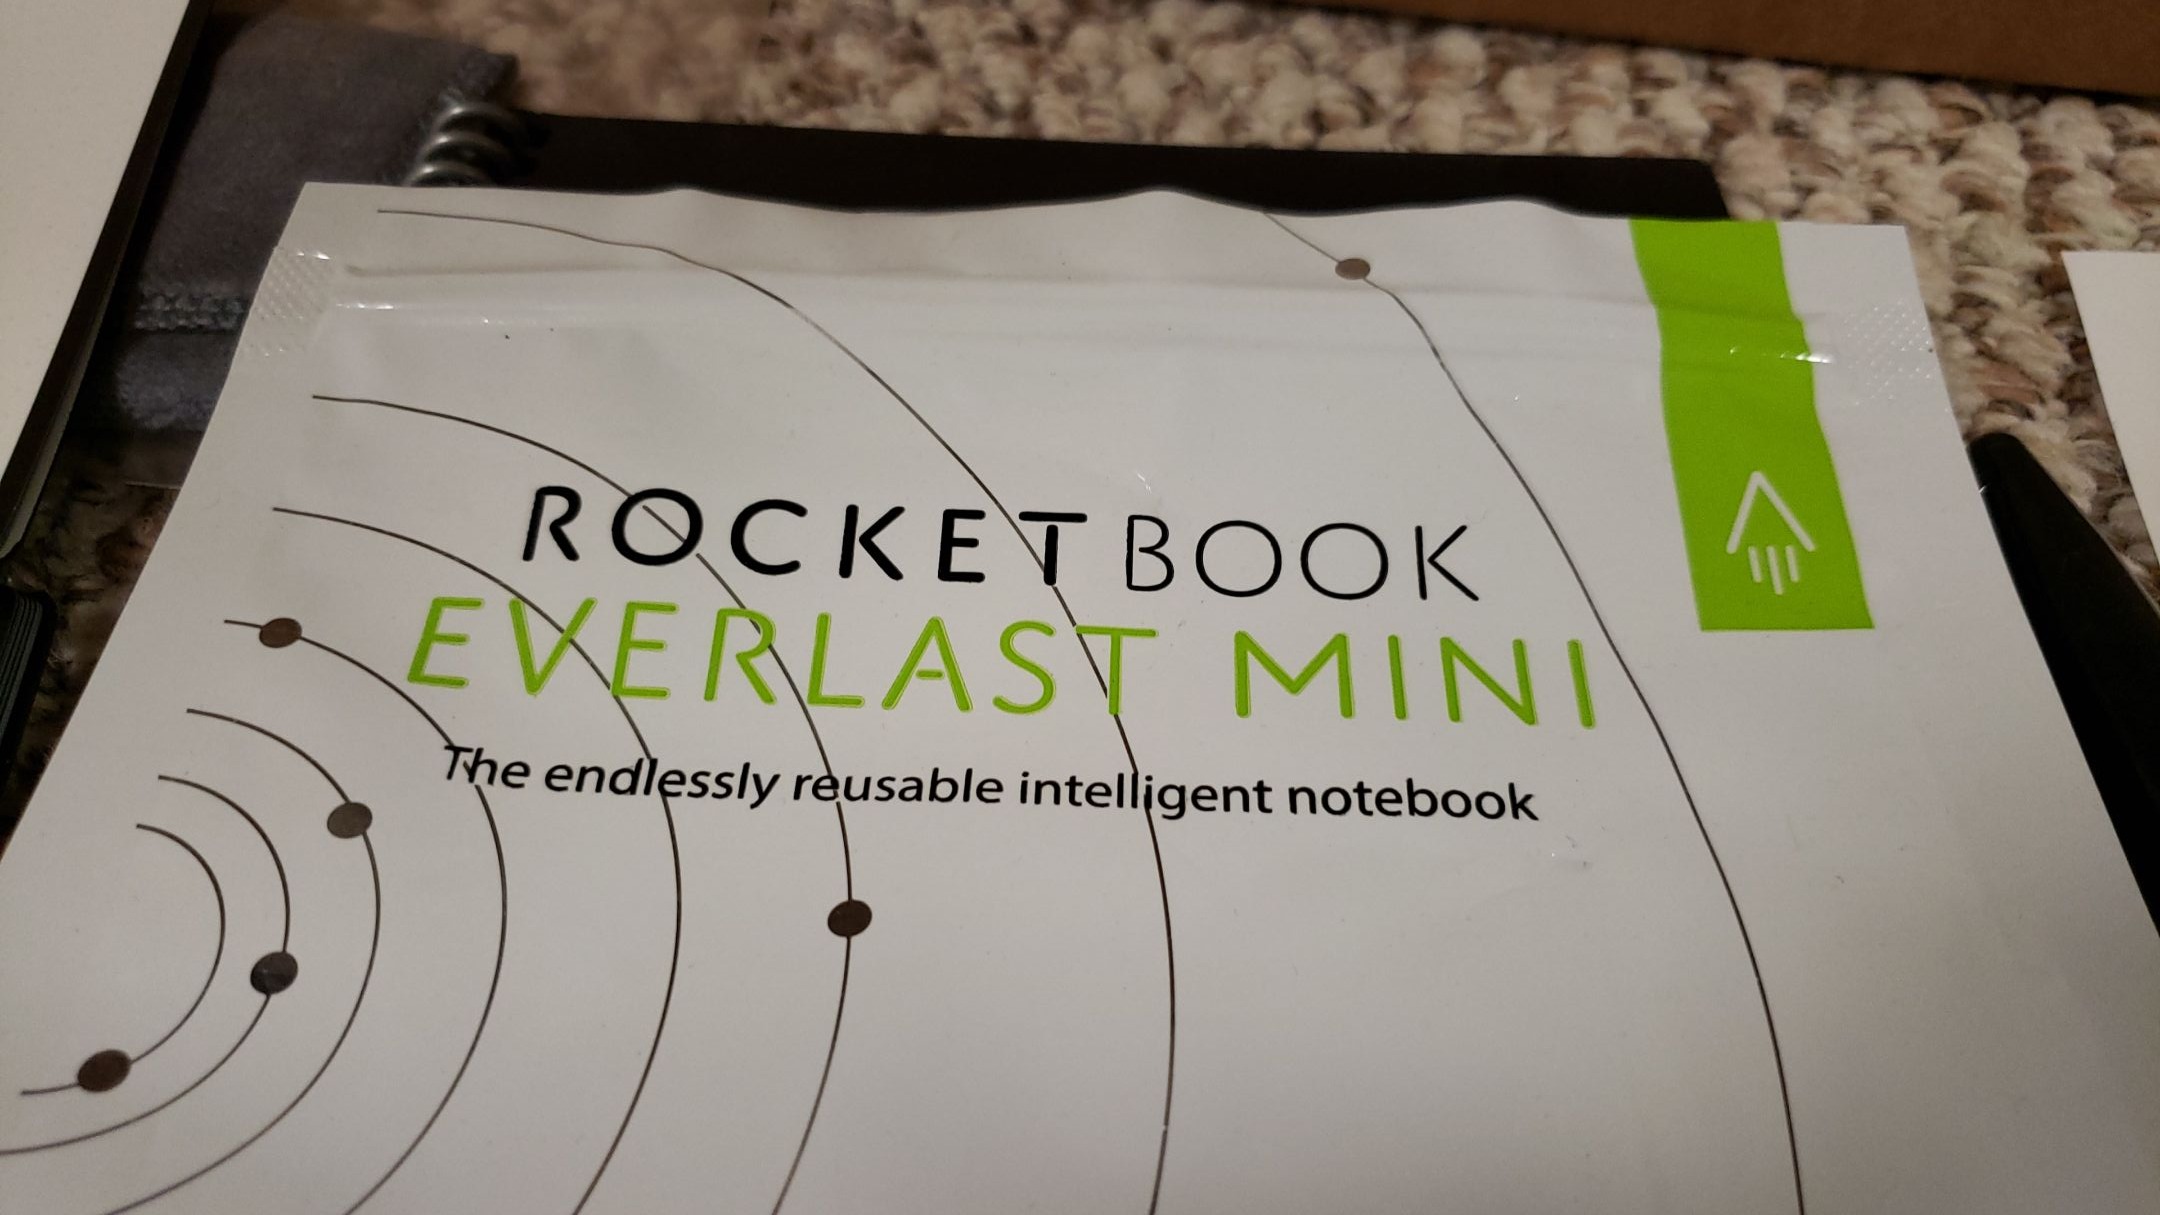 ROCKETBOOK
EVERLAST MINI
The endlessly reusable intelligent notebook